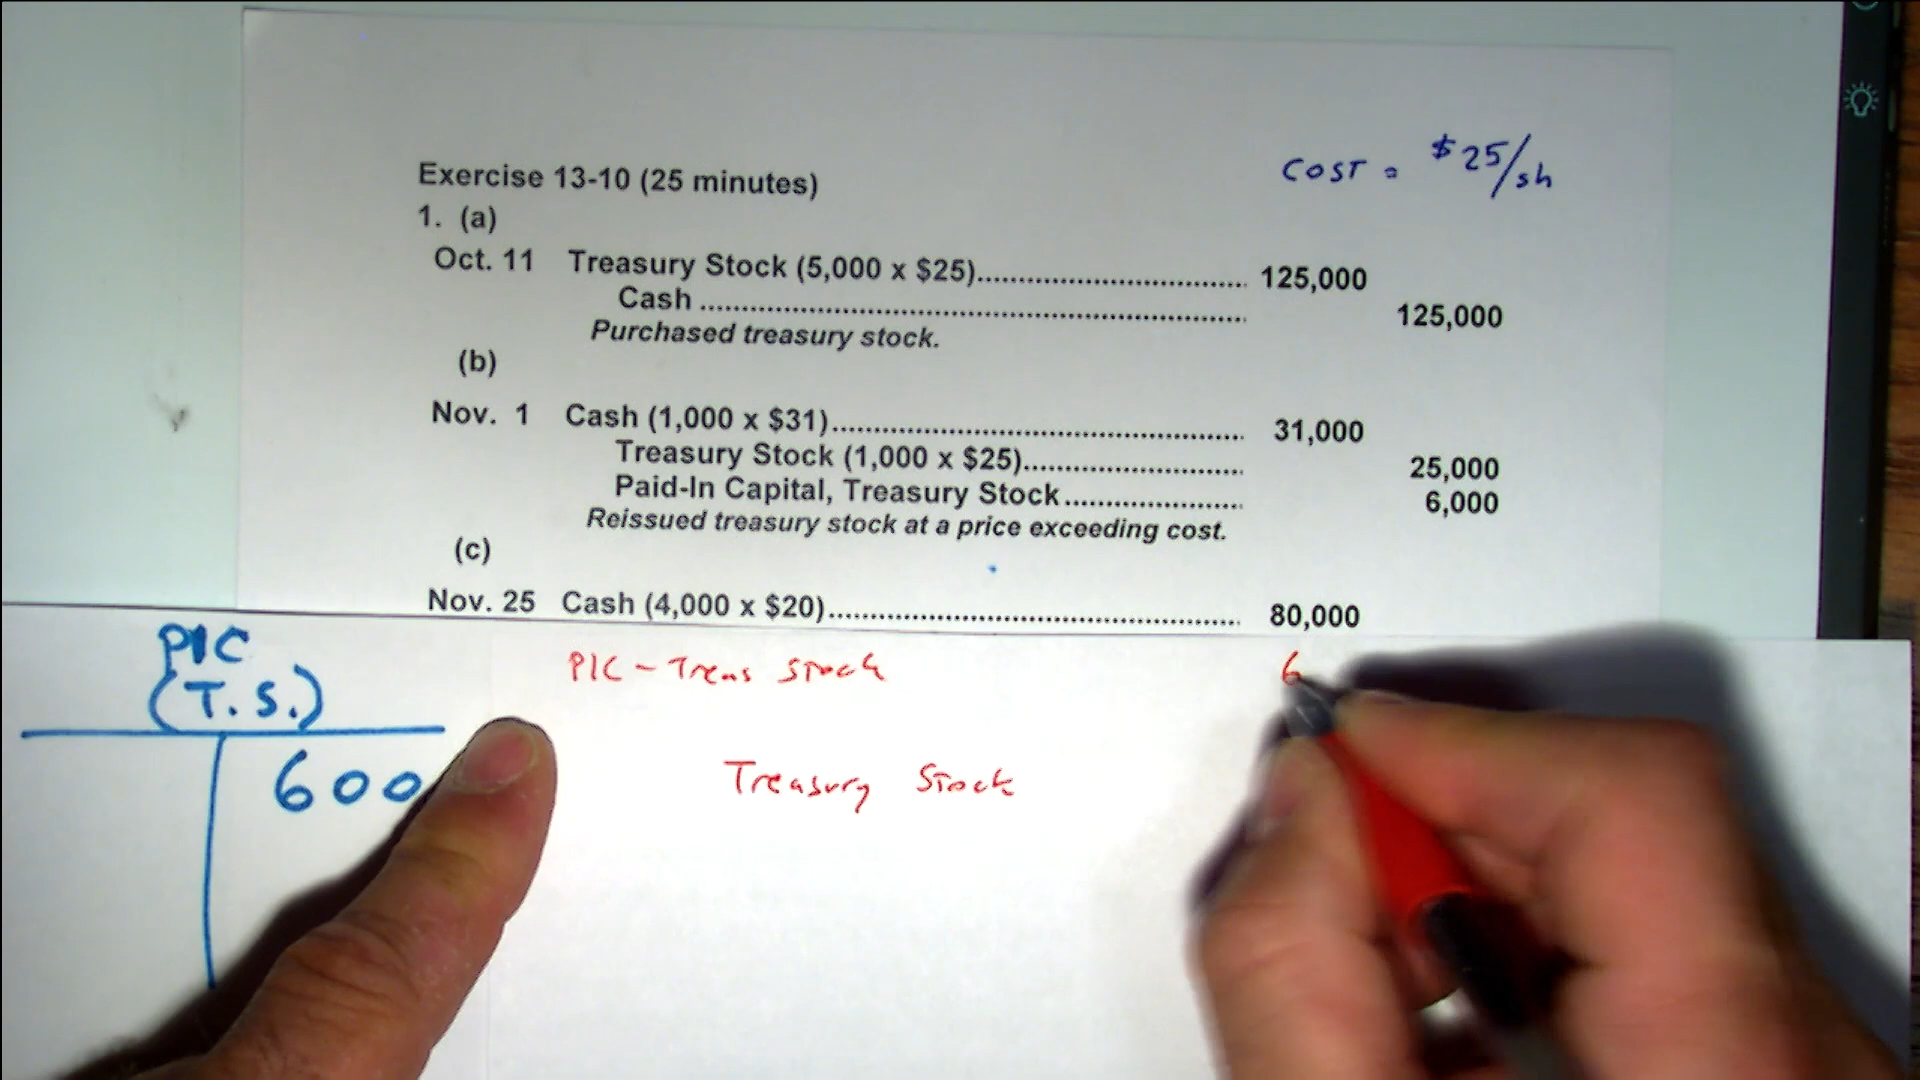 COST = $25/sh
Exercise 13-10 (25 minutes)
1. (a)
Oct. 11 Treasury Stock (5,000 x $25)............................... 125,000
Cash ............................................................... 125,000
Purchased treasury stock.
(b)
Nov. 1 Cash (1,000 x $31)................................................ 31,000
Treasury Stock (1,000 x $25)......................... 25,000
Paid-In Capital, Treasury Stock.................... 6,000
Reissued treasury stock at a price exceeding cost.
(c)
Nov. 25 Cash (4,000 x $20)................................................ 80,000
PIC
(T.S.)
PIC - Treas Stock 6
600
Treasury Stock